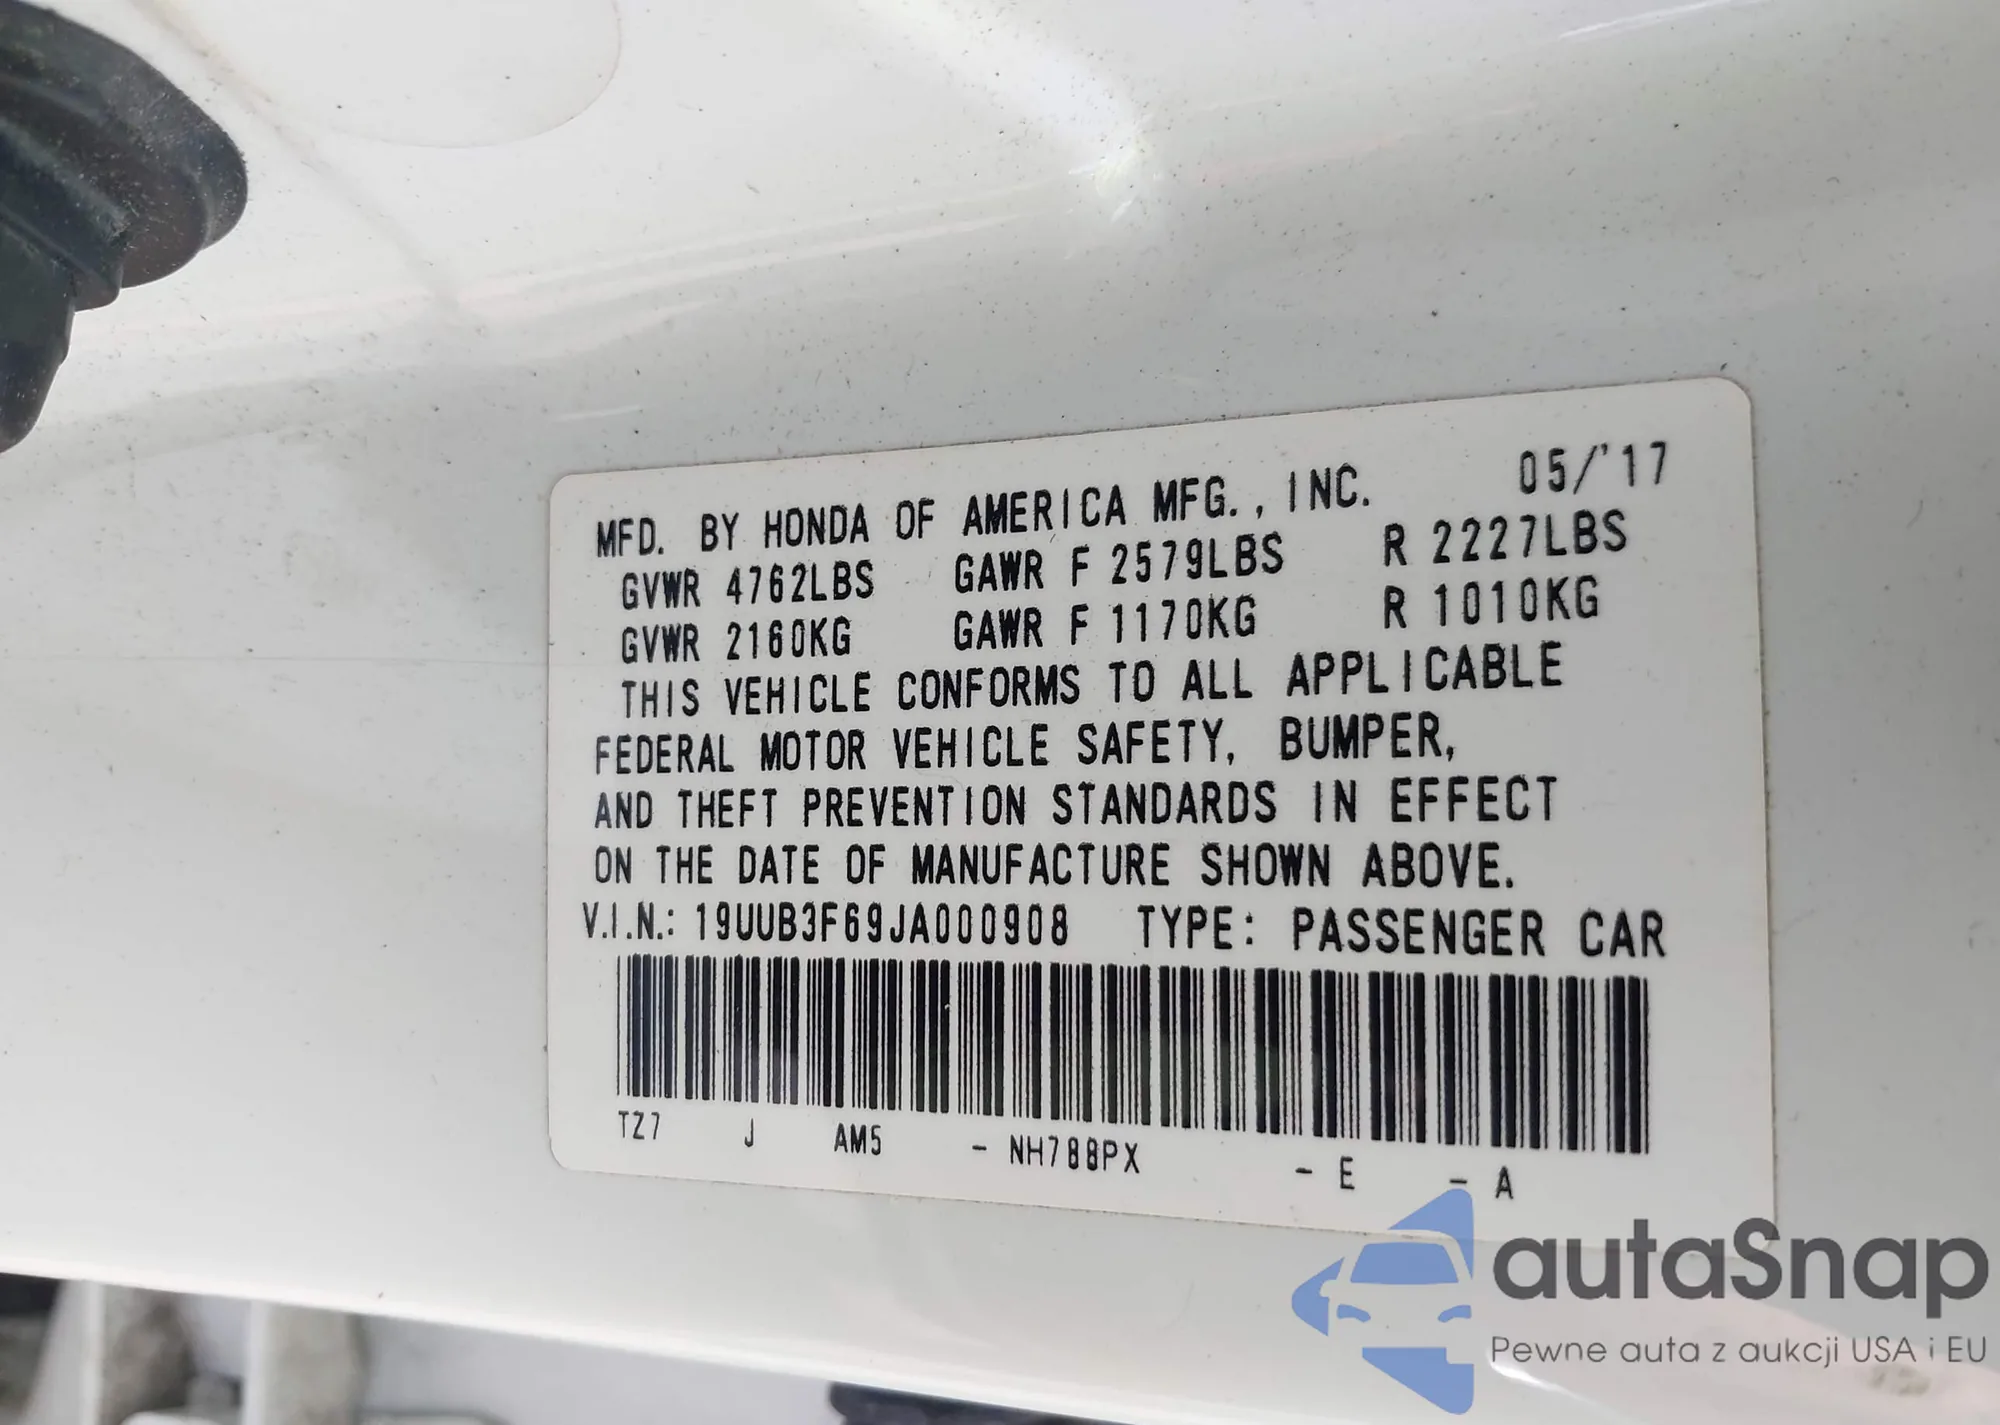 MFD. BY HONDA OF AMERICA MFG., INC. 05/'17
GVWR 4762LBS GAWR F 2579LBS R 2227LBS
GVWR 2160KG GAWR F 1170KG R 1010KG
THIS VEHICLE CONFORMS TO ALL APPLICABLE
FEDERAL MOTOR VEHICLE SAFETY, BUMPER,
AND THEFT PREVENTION STANDARDS IN EFFECT
ON THE DATE OF MANUFACTURE SHOWN ABOVE.
V.I.N.: 19UUB3F69JA000908 TYPE: PASSENGER CAR
TZ7 J AM5 - NH788PX - E - A
autaSnap
Pewne auta z aukcji USA i EU